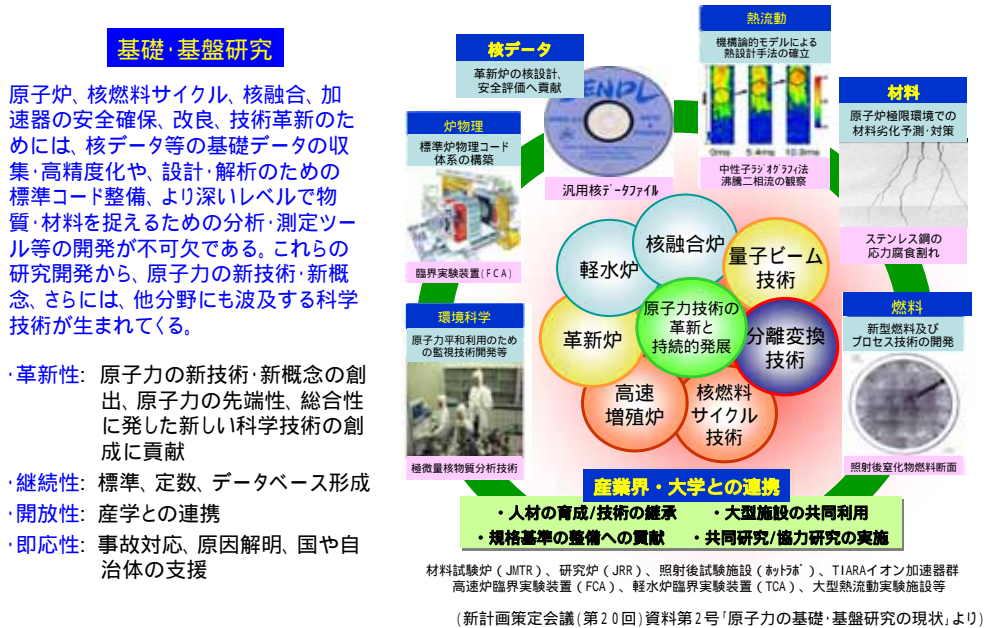 基礎・基盤研究
原子炉、核燃料サイクル、核融合、加
速器の安全確保、改良、技術革新のた
めには、核データ等の基礎データの収
集・高精度化や、設計・解析のための
標準コード整備、より深いレベルで物
質・材料を捉えるための分析・測定ツー
ル等の開発が不可欠である。これらの
研究開発から、原子力の新技術・新概
念、さらには、他分野にも波及する科学
技術が生まれてくる。
・革新性: 原子力の新技術・新概念の創
出、原子力の先端性、総合性
に発した新しい科学技術の創
成に貢献
・継続性: 標準、定数、データベース形成
・開放性: 産学との連携
・即応性: 事故対応、原因解明、国や自
治体の支援
熱流動
機構論的モデルによる
熱設計手法の確立
0ms 5.4ms 10.8ms
中性子ラジオグラフィ法
沸騰二相流の観察
核データ
革新炉の核設計、
安全評価へ貢献
JENDL
汎用核データファイル
材料
原子炉極限環境での
材料劣化予測・対策
ステンレス鋼の
応力腐食割れ
炉物理
標準炉物理コード
体系の構築
臨界実験装置(FCA)
環境科学
原子力平和利用のため
の監視技術開発等
極微量核物質分析技術
燃料
新型燃料及び
プロセス技術の開発
照射後窒化物燃料断面
核融合炉
軽水炉
量子ビーム
技術
原子力技術の
革新と
持続的発展
革新炉
分離変換
技術
高速
増殖炉
核燃料
サイクル
技術
産業界・大学との連携
・人材の育成/技術の継承 ・大型施設の共同利用
・規格基準の整備への貢献 ・共同研究/協力研究の実施
材料試験炉(JMTR)、研究炉(JRR)、照射後試験施設(ホットラボ)、TIARAイオン加速器群
高速炉臨界実験装置(FCA)、軽水炉臨界実験装置(TCA)、大型熱流動実験施設等
(新計画策定会議(第20回)資料第2号「原子力の基礎・基盤研究の現状」より)